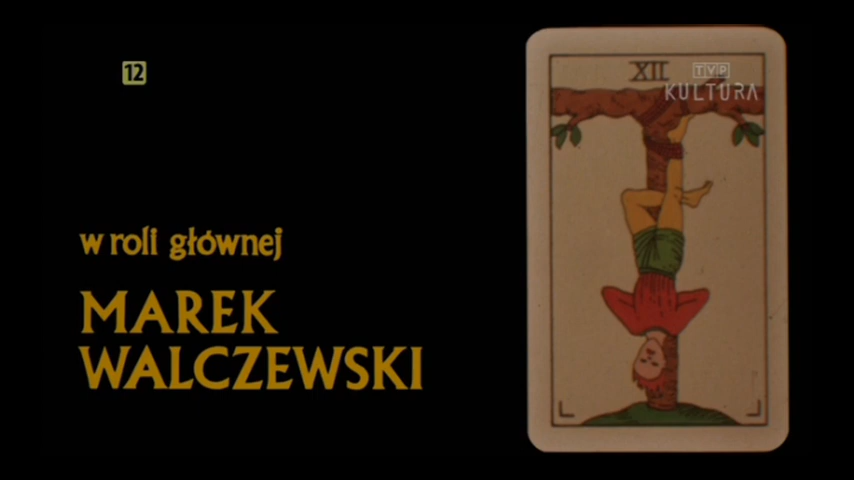 12
XII
TVP
KULTURA
w roli głównej
MAREK
WALCZEWSKI